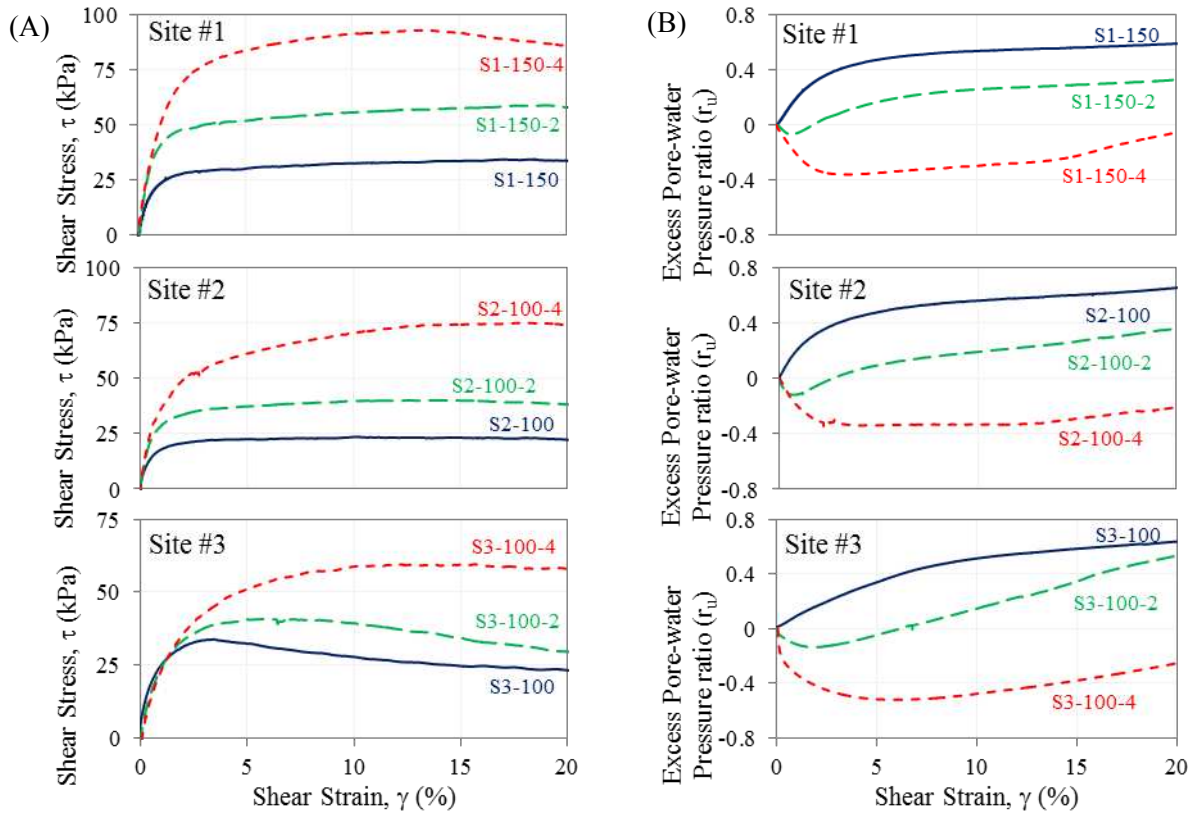 (A)
Shear Stress, τ (kPa)
100
75
50
25
0
Site #1
S1-150-4
S1-150-2
S1-150
Shear Stress, τ (kPa)
100
75
50
25
0
Site #2
S2-100-4
S2-100-2
S2-100
Shear Stress, τ (kPa)
75
50
25
0
Site #3
S3-100-4
S3-100-2
S3-100
0 5 10 15 20
Shear Strain, γ (%)
(B)
Excess Pore-water
Pressure ratio (rᵤ)
0.8
0.4
0
-0.4
-0.8
Site #1
S1-150
S1-150-2
S1-150-4
Excess Pore-water
Pressure ratio (rᵤ)
0.8
0.4
0
-0.4
-0.8
Site #2
S2-100
S2-100-2
S2-100-4
Excess Pore-water
Pressure ratio (rᵤ)
0.8
0.4
0
-0.4
-0.8
Site #3
S3-100
S3-100-2
S3-100-4
0 5 10 15 20
Shear Strain, γ (%)